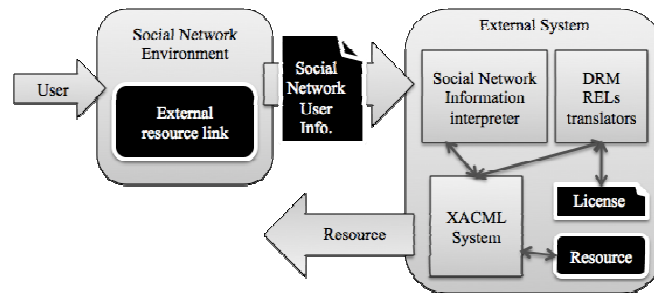 Social Network
Environment
External System
User
External
resource link
Social
Network
User
Info.
Social Network
Information
interpreter
DRM
RELs
translators
XACML
System
License
Resource
Resource